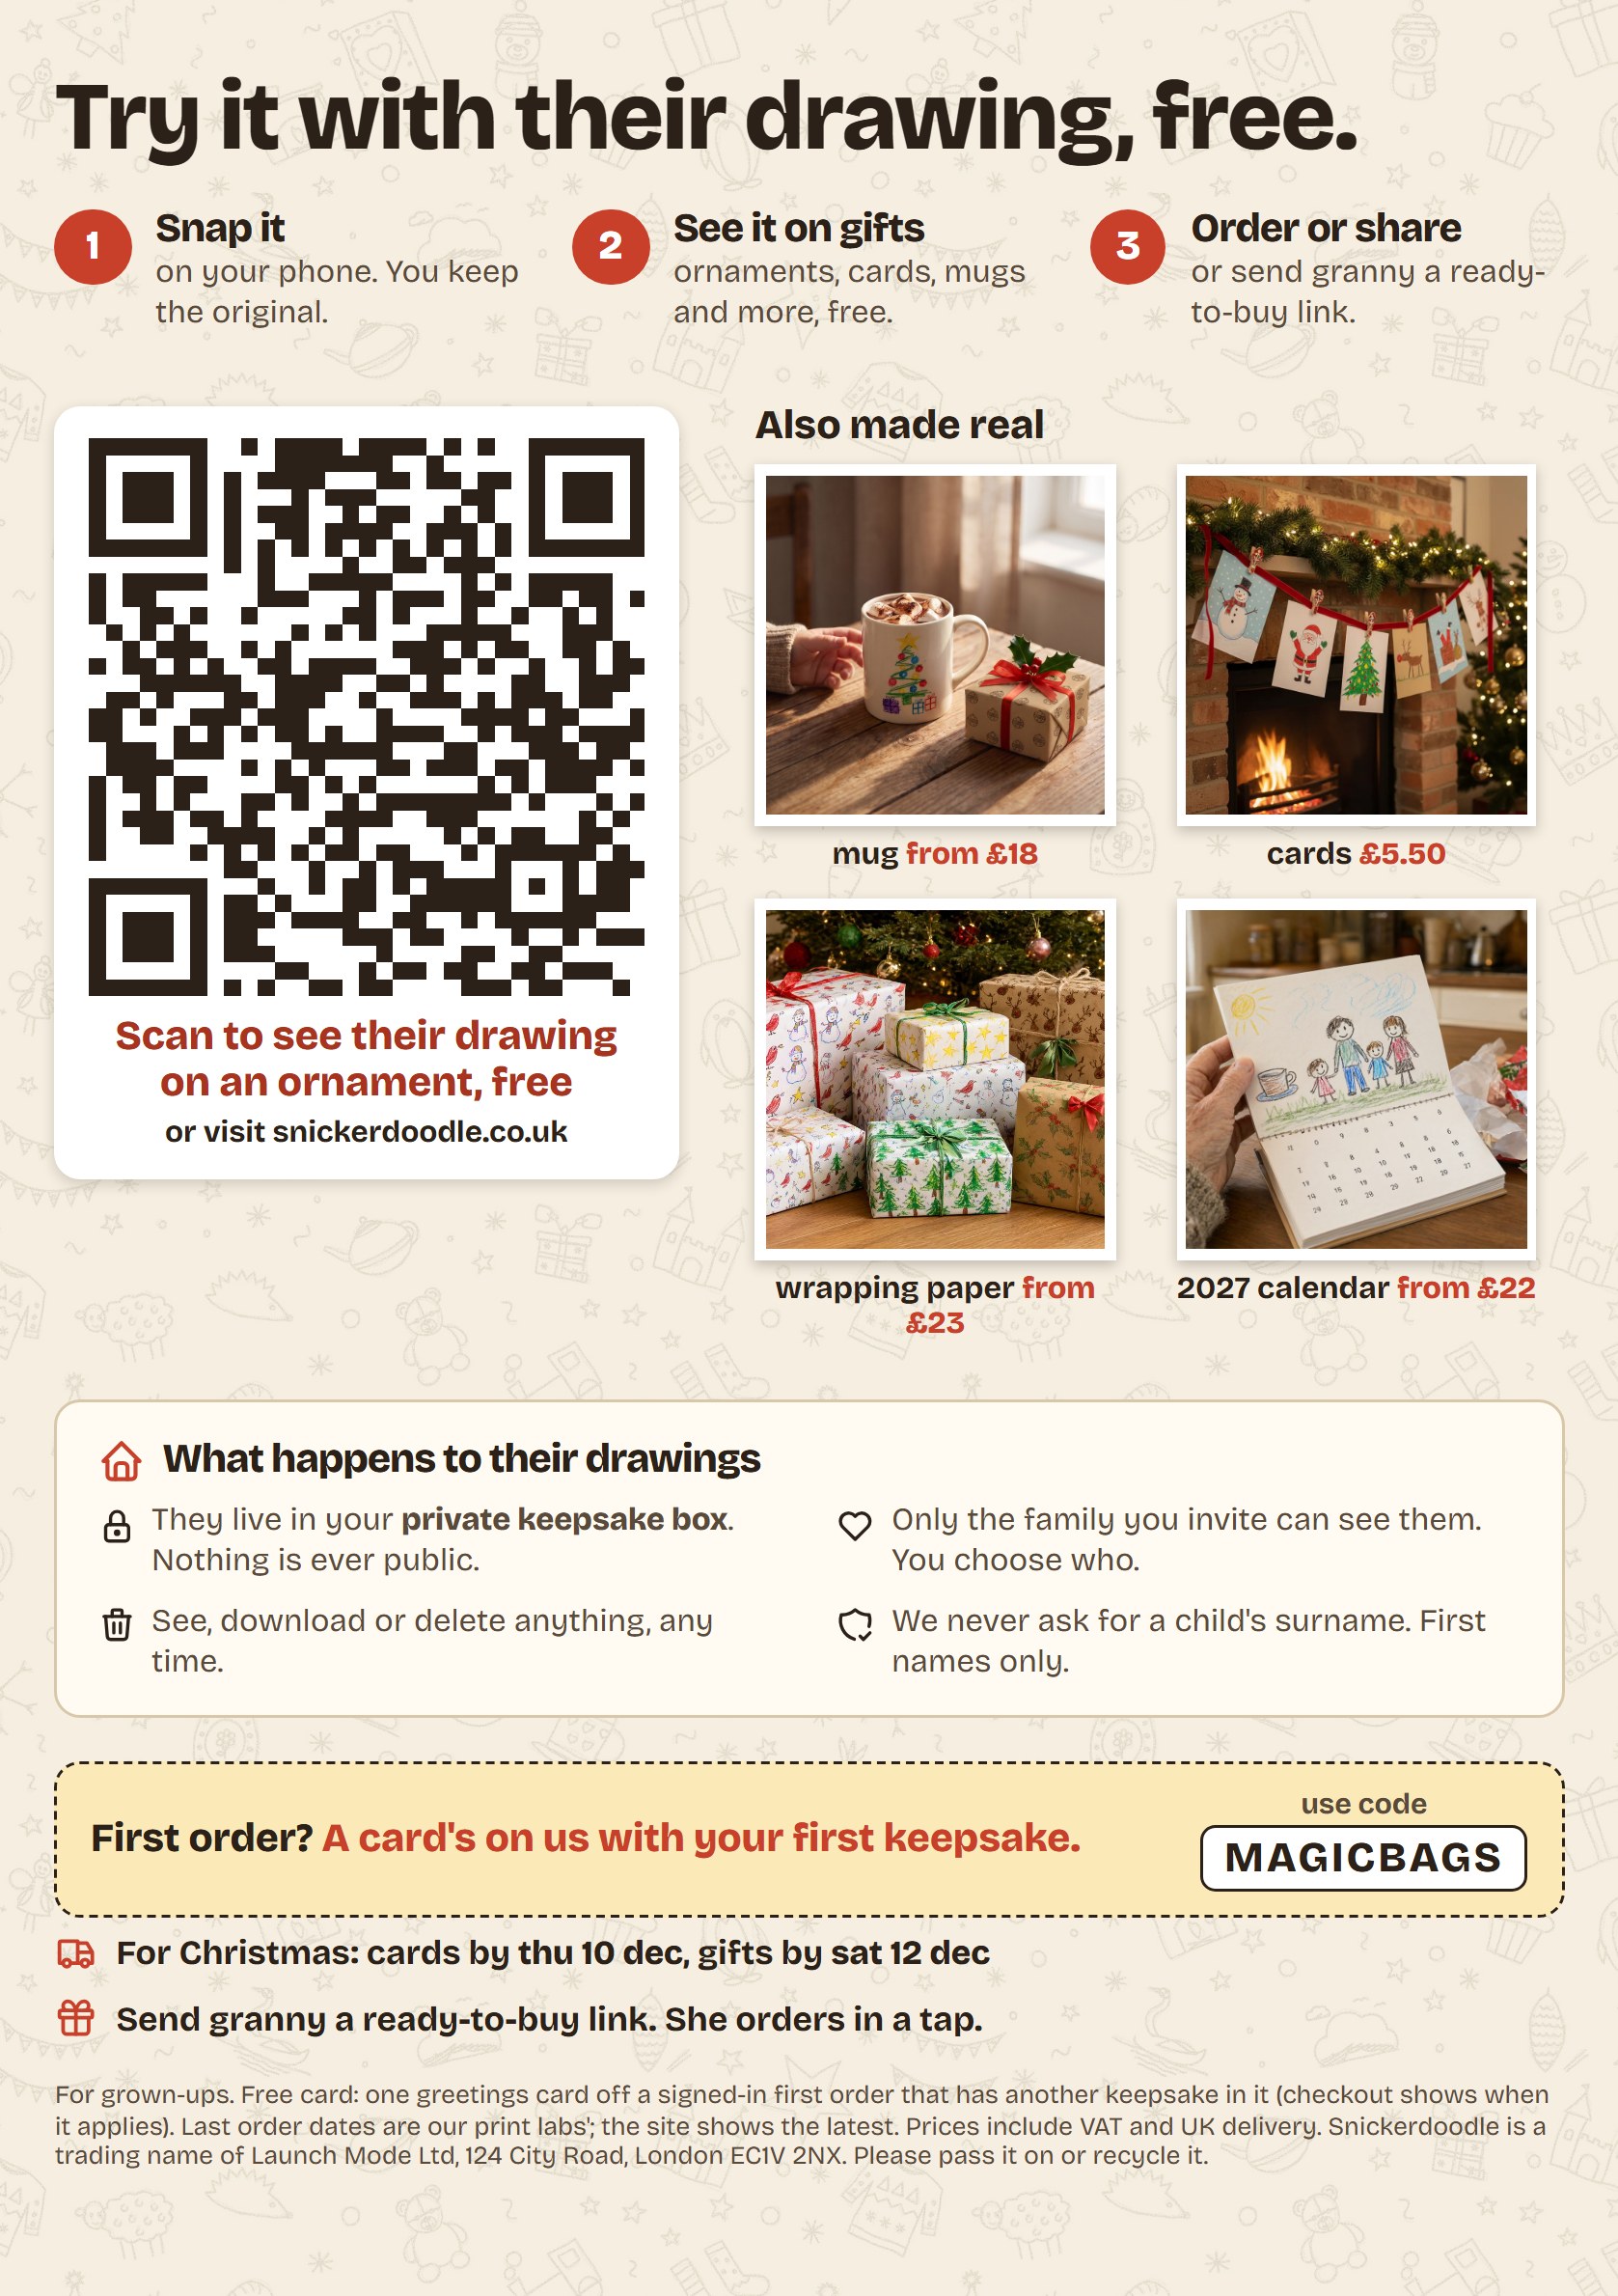 Try it with their drawing, free.
1
Snap it
on your phone. You keep
the original.
2
See it on gifts
ornaments, cards, mugs
and more, free.
3
Order or share
or send granny a ready-
to-buy link.
Scan to see their drawing
on an ornament, free
or visit snickerdoodle.co.uk
Also made real
mug from £18
cards £5.50
wrapping paper from
£23
2027 calendar from £22
What happens to their drawings
They live in your private keepsake box.
Nothing is ever public.
Only the family you invite can see them.
You choose who.
See, download or delete anything, any
time.
We never ask for a child's surname. First
names only.
First order? A card's on us with your first keepsake.
use code
MAGICBAGS
For Christmas: cards by thu 10 dec, gifts by sat 12 dec
Send granny a ready-to-buy link. She orders in a tap.
For grown-ups. Free card: one greetings card off a signed-in first order that has another keepsake in it (checkout shows when
it applies). Last order dates are our print labs'; the site shows the latest. Prices include VAT and UK delivery. Snickerdoodle is a
trading name of Launch Mode Ltd, 124 City Road, London EC1V 2NX. Please pass it on or recycle it.